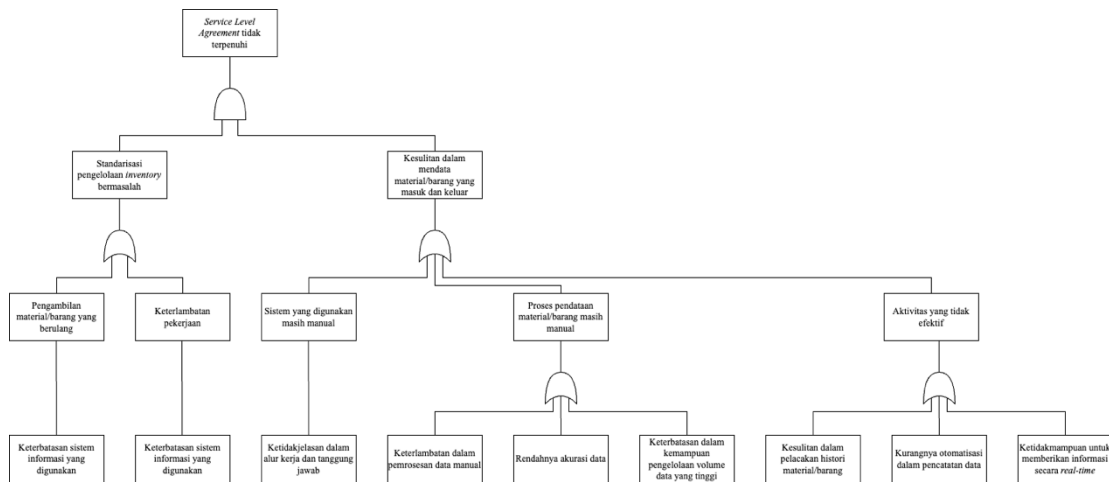 Service Level
Agreement tidak
terpenuhi
Standarisasi
pengelolaan inventory
bermasalah
Kesulitan dalam
mendata
material/barang yang
masuk dan keluar
Pengambilan
material/barang yang
berulang
Keterlambatan
pekerjaan
Sistem yang digunakan
masih manual
Proses pendataan
material/barang masih
manual
Aktivitas yang tidak
efektif
Keterbatasan sistem
informasi yang
digunakan
Keterbatasan sistem
informasi yang
digunakan
Ketidakjelasan dalam
alur kerja dan tanggung
jawab
Keterlambatan dalam
pemrosesan data manual
Rendahnya akurasi data
Keterbatasan dalam
kemampuan
pengelolaan volume
data yang tinggi
Kesulitan dalam
pelacakan histori
material/barang
Kurangnya otomatisasi
dalam pencatatan data
Ketidakmampuan untuk
memberikan informasi
secara real-time